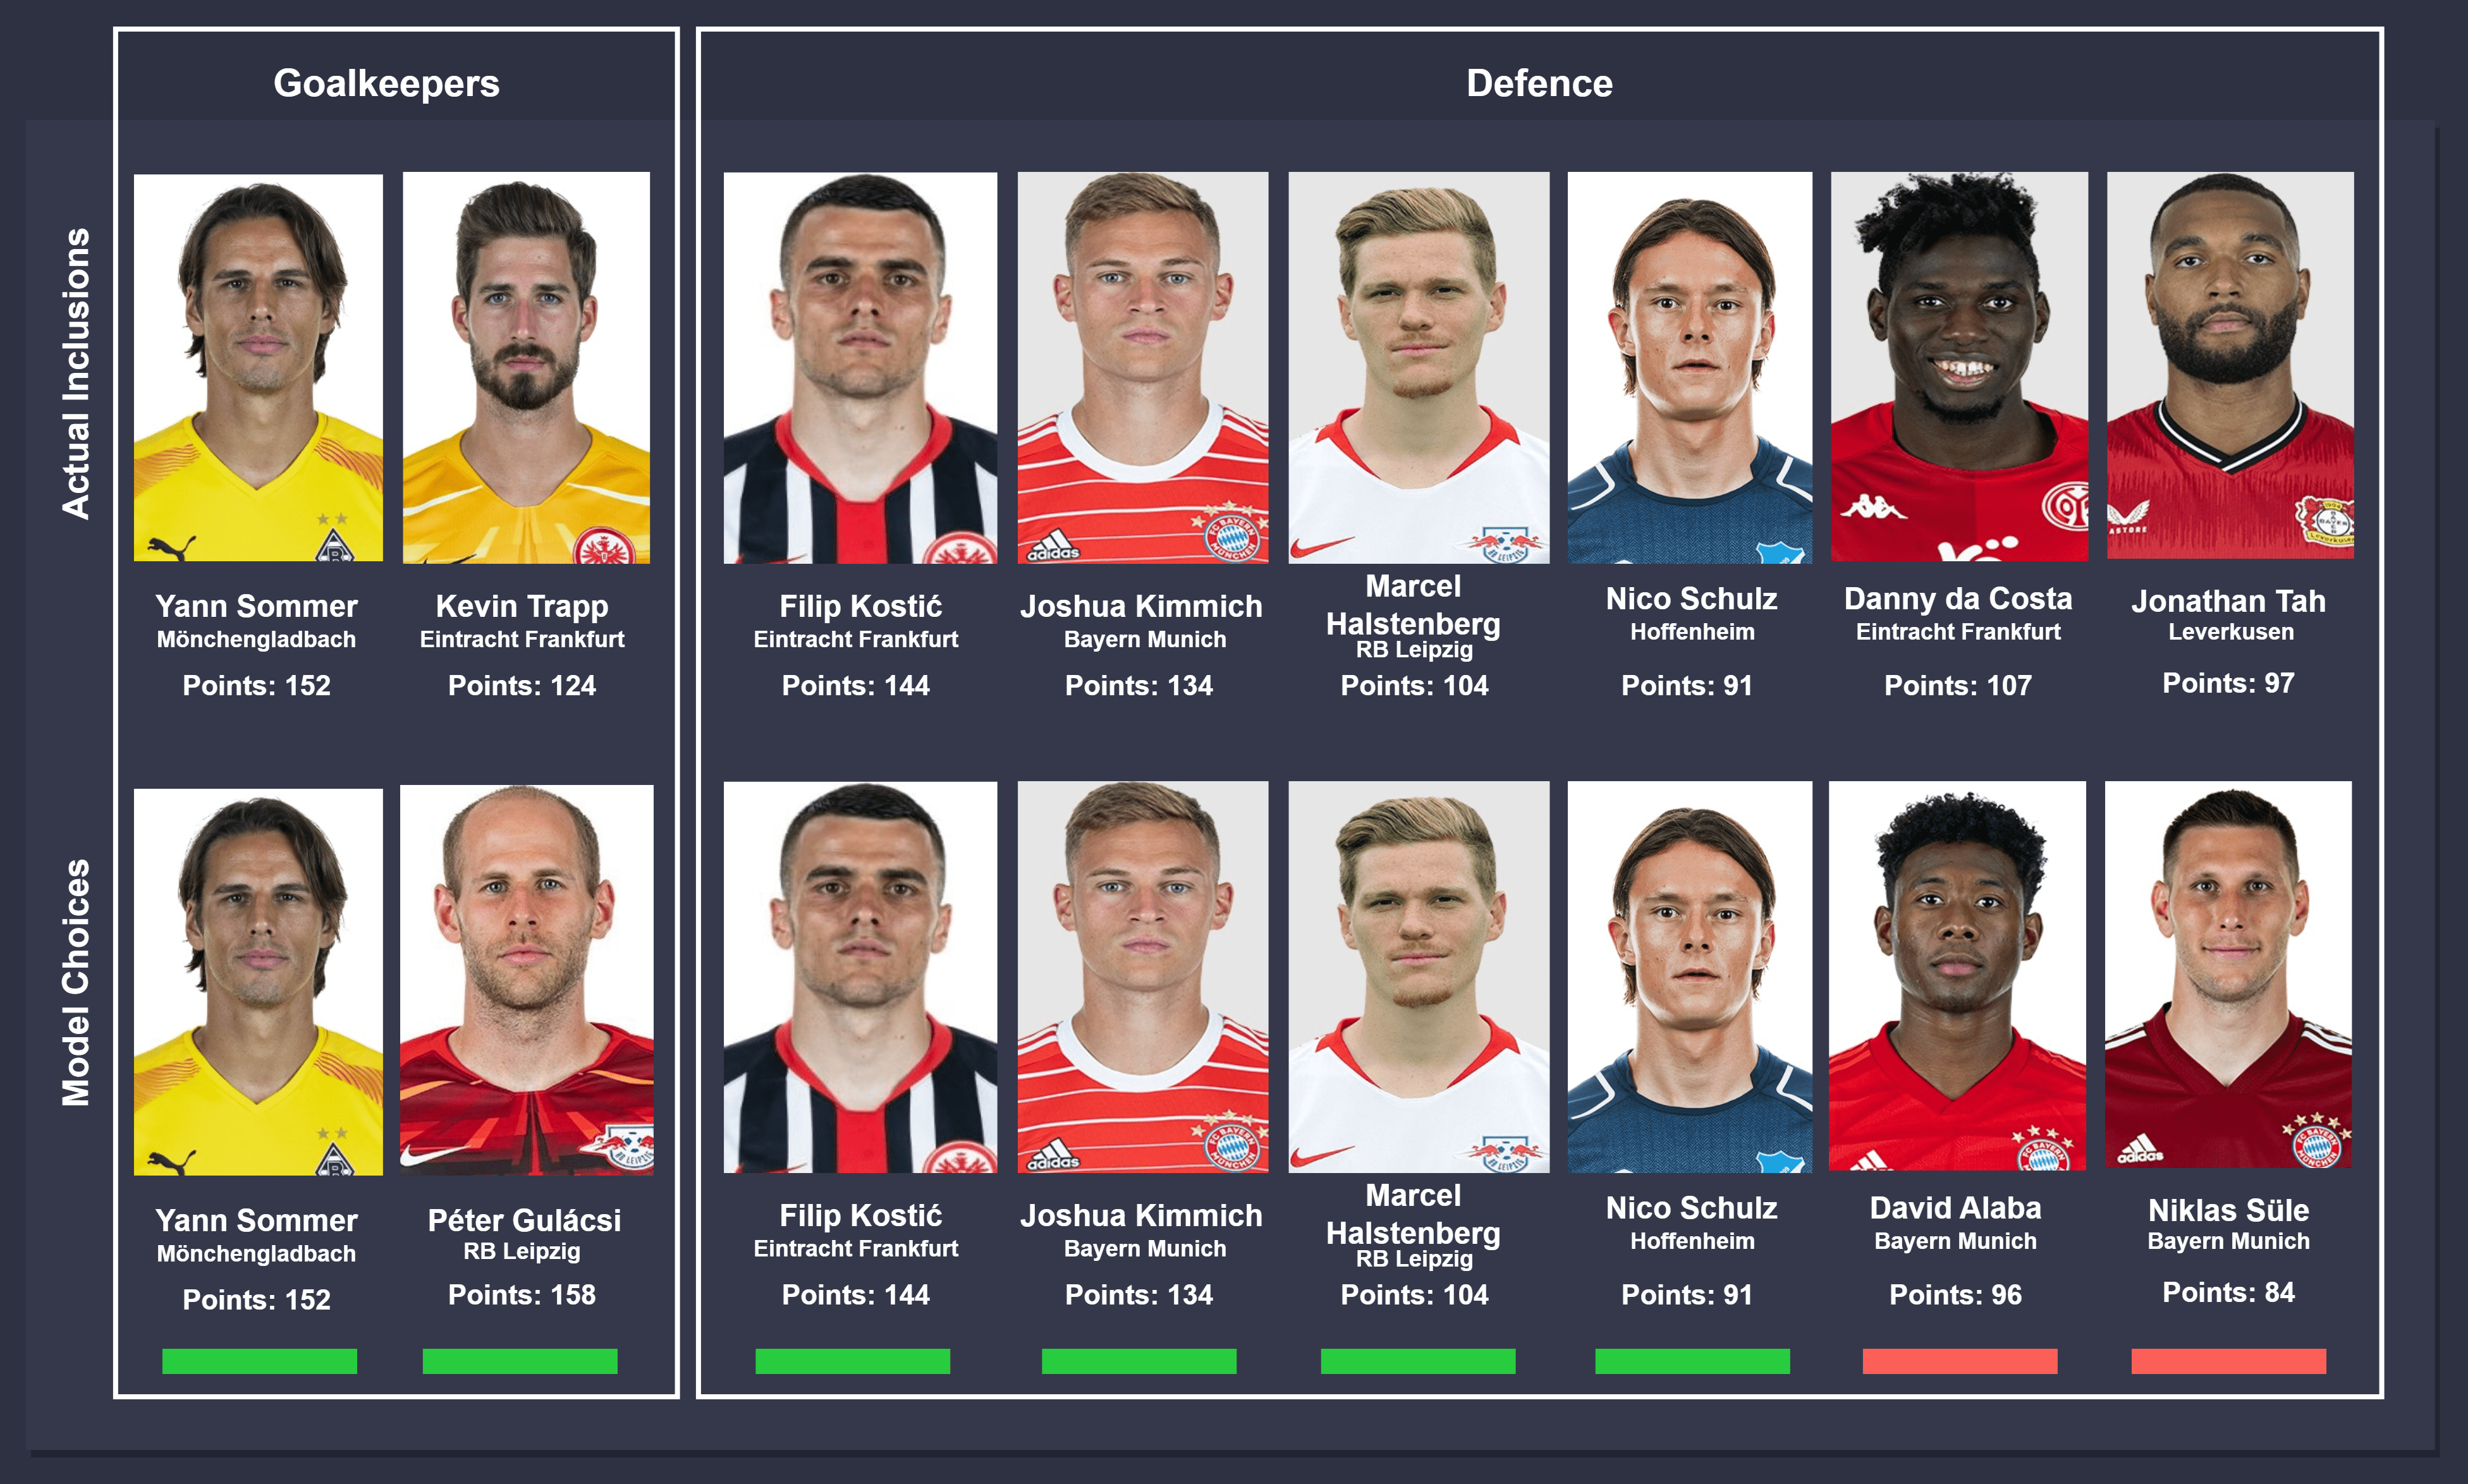 Goalkeepers
Defence
Actual Inclusions
adidas
CASTORE
Yann Sommer
Mönchengladbach
Points: 152
Kevin Trapp
Eintracht Frankfurt
Points: 124
Filip Kostić
Eintracht Frankfurt
Points: 144
Joshua Kimmich
Bayern Munich
Points: 134
Marcel
Halstenberg
RB Leipzig
Points: 104
Nico Schulz
Hoffenheim
Points: 91
Danny da Costa
Eintracht Frankfurt
Points: 107
Jonathan Tah
Leverkusen
Points: 97
Model Choices
adidas
adidas
Yann Sommer
Mönchengladbach
Points: 152
Péter Gulácsi
RB Leipzig
Points: 158
Filip Kostić
Eintracht Frankfurt
Points: 144
Joshua Kimmich
Bayern Munich
Points: 134
Marcel
Halstenberg
RB Leipzig
Points: 104
Nico Schulz
Hoffenheim
Points: 91
David Alaba
Bayern Munich
Points: 96
Niklas Süle
Bayern Munich
Points: 84